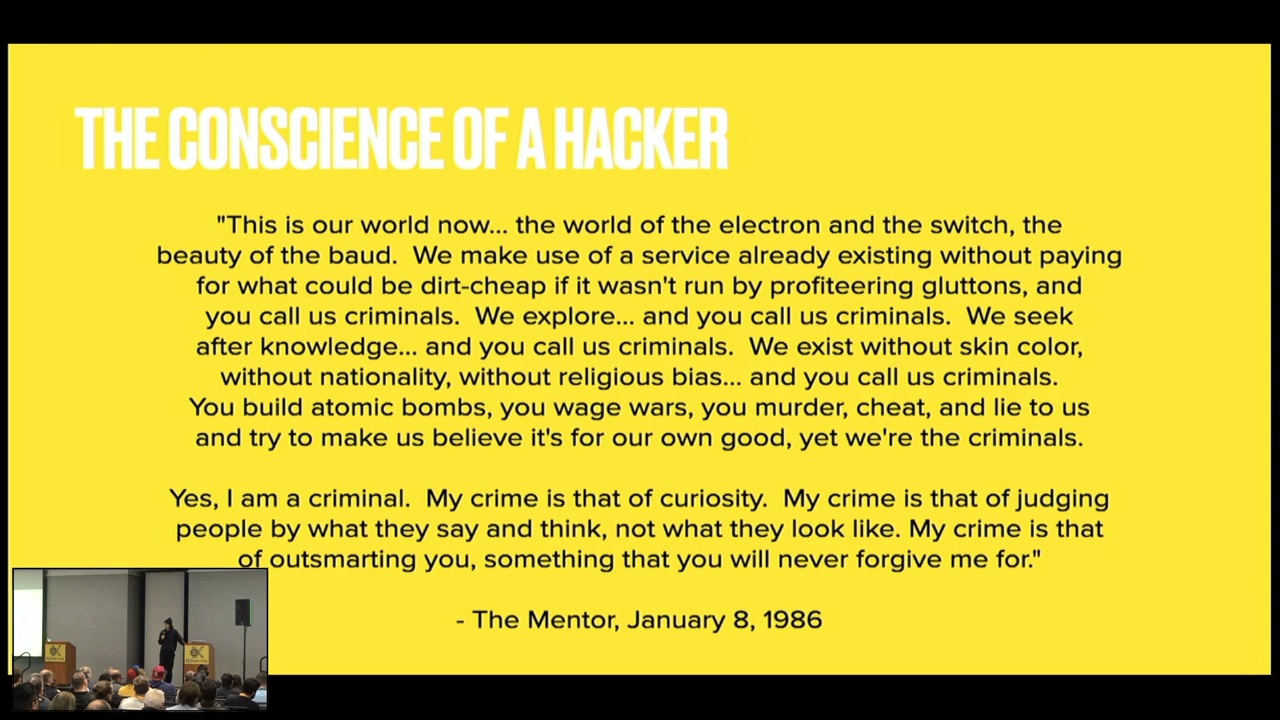 THE CONSCIENCE OF A HACKER
"This is our world now... the world of the electron and the switch, the
beauty of the baud.  We make use of a service already existing without paying
for what could be dirt-cheap if it wasn't run by profiteering gluttons, and
you call us criminals.  We explore... and you call us criminals.  We seek
after knowledge... and you call us criminals.  We exist without skin color,
without nationality, without religious bias... and you call us criminals.
You build atomic bombs, you wage wars, you murder, cheat, and lie to us
and try to make us believe it's for our own good, yet we're the criminals.
Yes, I am a criminal.  My crime is that of curiosity.  My crime is that of judging
people by what they say and think, not what they look like. My crime is that
of outsmarting you, something that you will never forgive me for."
- The Mentor, January 8, 1986